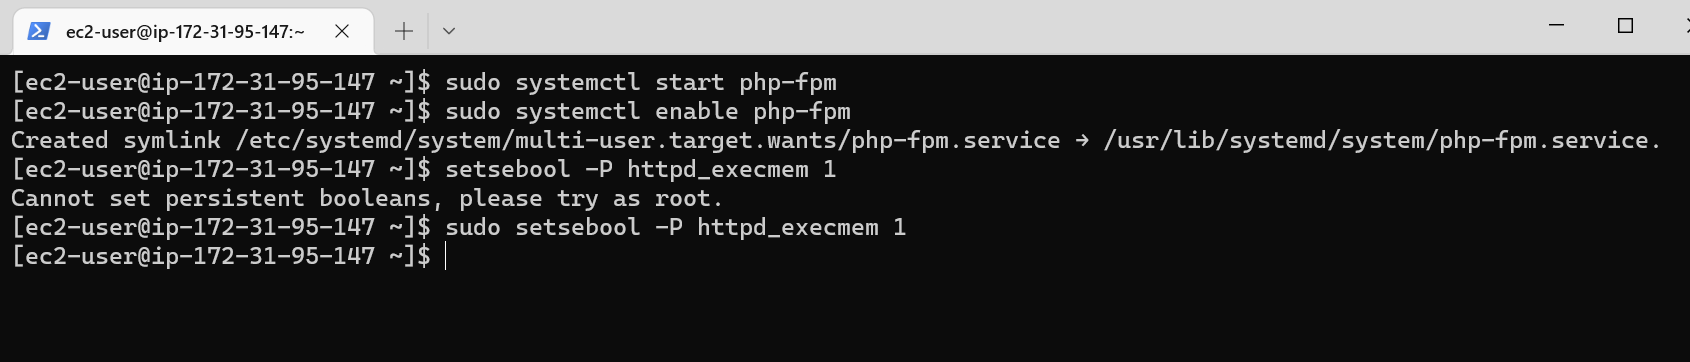 ec2-user@ip-172-31-95-147:~
[ec2-user@ip-172-31-95-147 ~]$ sudo systemctl start php-fpm
[ec2-user@ip-172-31-95-147 ~]$ sudo systemctl enable php-fpm
Created symlink /etc/systemd/system/multi-user.target.wants/php-fpm.service → /usr/lib/systemd/system/php-fpm.service.
[ec2-user@ip-172-31-95-147 ~]$ setsebool -P httpd_execmem 1
Cannot set persistent booleans, please try as root.
[ec2-user@ip-172-31-95-147 ~]$ sudo setsebool -P httpd_execmem 1
[ec2-user@ip-172-31-95-147 ~]$